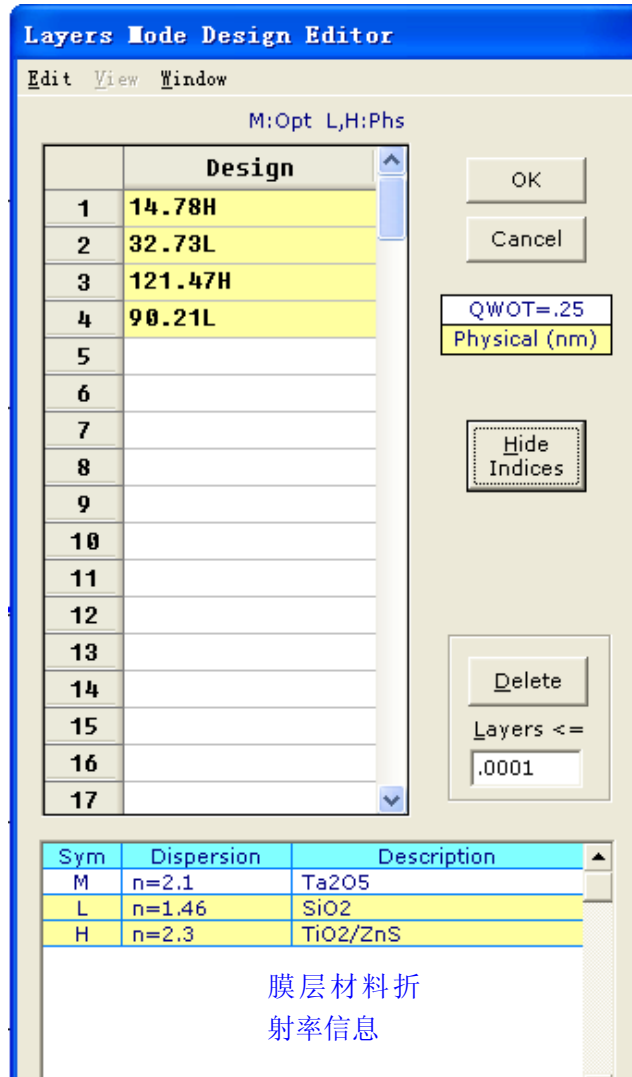 Layers Mode Design Editor
Edit View Window
M:Opt L,H:Phs
Design
1 14.78H
2 32.73L
3 121.47H
4 90.21L
5
6
7
8
9
10
11
12
13
14
15
16
17
OK
Cancel
QWOT=.25
Physical (nm)
Hide
Indices
Delete
Layers <=
.0001
Sym Dispersion Description
M n=2.1 Ta2O5
L n=1.46 SiO2
H n=2.3 TiO2/ZnS
膜层材料折
射率信息